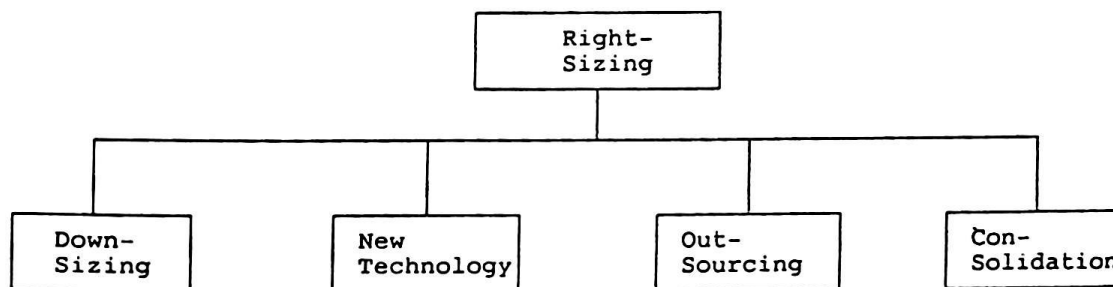 Right-
Sizing
Down-
Sizing
New
Technology
Out-
Sourcing
Con-
Solidation